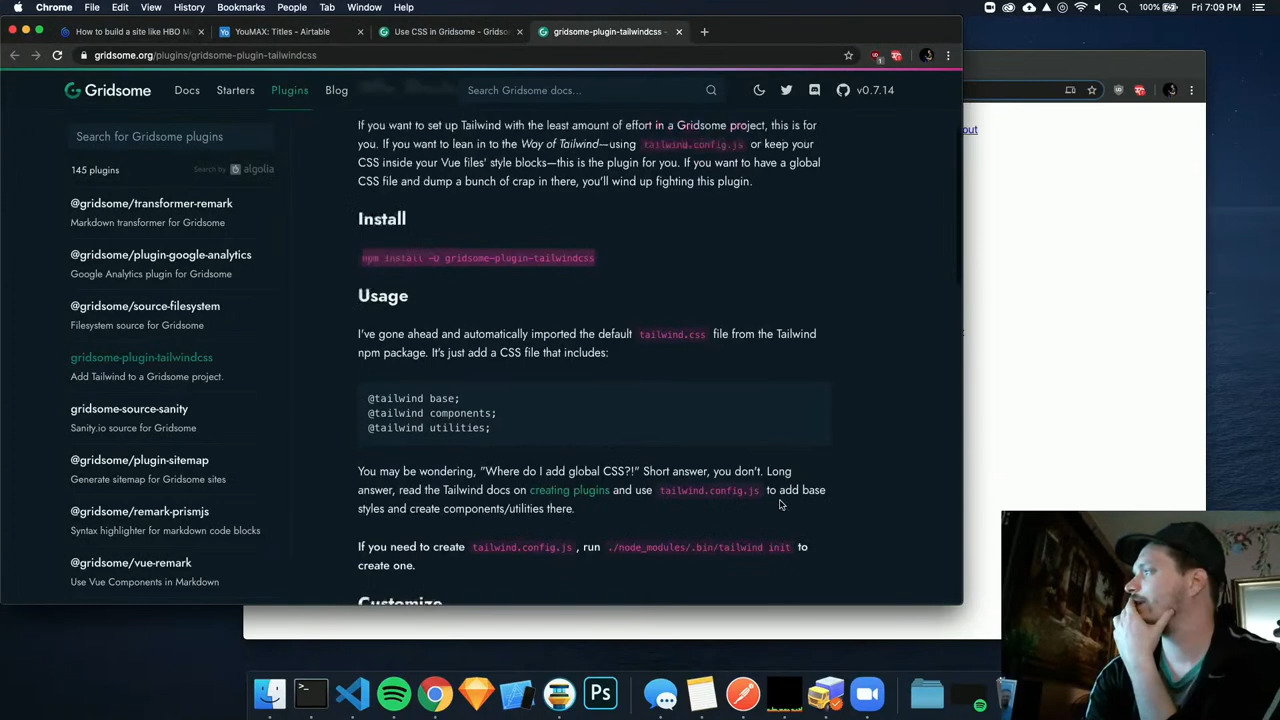 Chrome File Edit View History Bookmarks People Tab Window Help
100% Fri 7:09 PM
How to build a site like HBO M
YouMAX: Titles - Airtable
Use CSS in Gridsome - Gridso
gridsome-plugin-tailwindcss -
gridsome.org/plugins/gridsome-plugin-tailwindcss
Gridsome Docs Starters Plugins Blog
Search Gridsome docs...
v0.7.14
out
Search for Gridsome plugins
145 plugins
Search by algolia
@gridsome/transformer-remark
Markdown transformer for Gridsome
@gridsome/plugin-google-analytics
Google Analytics plugin for Gridsome
@gridsome/source-filesystem
Filesystem source for Gridsome
gridsome-plugin-tailwindcss
Add Tailwind to a Gridsome project.
gridsome-source-sanity
Sanity.io source for Gridsome
@gridsome/plugin-sitemap
Generate sitemap for Gridsome sites
@gridsome/remark-prismjs
Syntax highlighter for markdown code blocks
@gridsome/vue-remark
Use Vue Components in Markdown
If you want to set up Tailwind with the least amount of effort in a Gridsome project, this is for
you. If you want to lean in to the Way of Tailwind—using tailwind.config.js or keep your
CSS inside your Vue files' style blocks—this is the plugin for you. If you want to have a global
CSS file and dump a bunch of crap in there, you'll wind up fighting this plugin.
Install
npm install -D gridsome-plugin-tailwindcss
Usage
I've gone ahead and automatically imported the default tailwind.css file from the Tailwind
npm package. It's just add a CSS file that includes:
@tailwind base;
@tailwind components;
@tailwind utilities;
You may be wondering, "Where do I add global CSS?!" Short answer, you don't. Long
answer, read the Tailwind docs on creating plugins and use tailwind.config.js to add base
styles and create components/utilities there.
If you need to create tailwind.config.js , run ./node_modules/.bin/tailwind init to
create one.
Customize
Ps